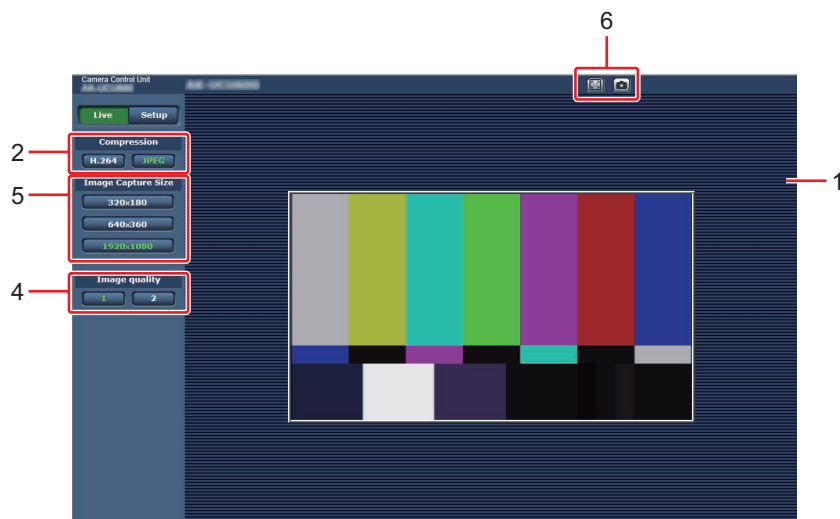 6
Camera Control Unit
Live Setup
2
Compression
H.264 JPEG
5
Image Capture Size
1
320x180
640x360
1920x1080
4
Image quality
1 2